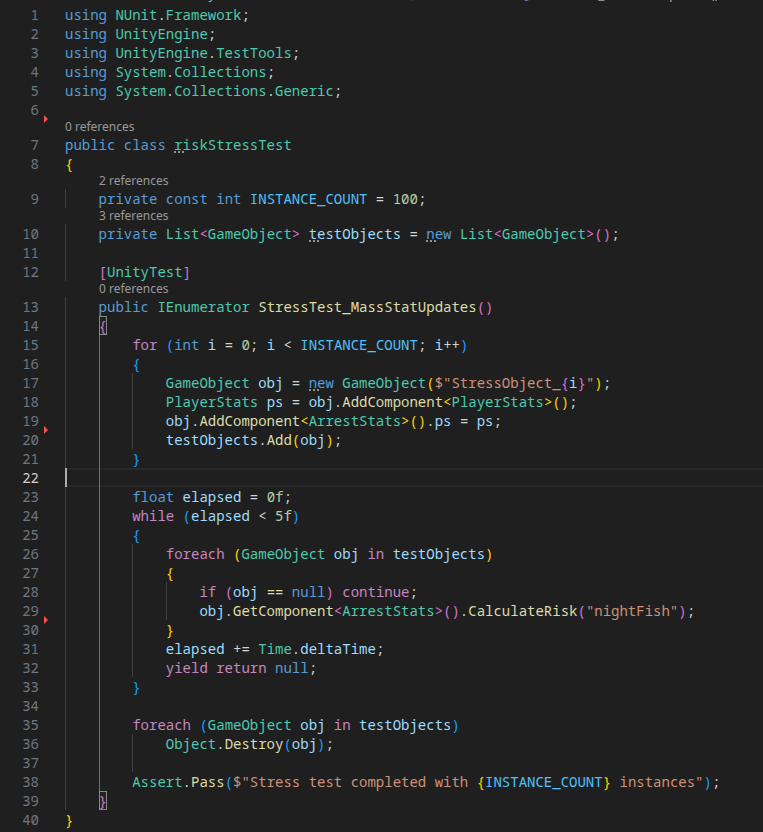 1 using NUnit.Framework;
2 using UnityEngine;
3 using UnityEngine.TestTools;
4 using System.Collections;
5 using System.Collections.Generic;
6
0 references
7 public class riskStressTest
8 {
2 references
9     private const int INSTANCE_COUNT = 100;
3 references
10     private List<GameObject> testObjects = new List<GameObject>();
11
12     [UnityTest]
0 references
13     public IEnumerator StressTest_MassStatUpdates()
14     {
15         for (int i = 0; i < INSTANCE_COUNT; i++)
16         {
17             GameObject obj = new GameObject($"StressObject_{i}");
18             PlayerStats ps = obj.AddComponent<PlayerStats>();
19             obj.AddComponent<ArrestStats>().ps = ps;
20             testObjects.Add(obj);
21         }
22
23         float elapsed = 0f;
24         while (elapsed < 5f)
25         {
26             foreach (GameObject obj in testObjects)
27             {
28                 if (obj == null) continue;
29                 obj.GetComponent<ArrestStats>().CalculateRisk("nightFish");
30             }
31             elapsed += Time.deltaTime;
32             yield return null;
33         }
34
35         foreach (GameObject obj in testObjects)
36             Object.Destroy(obj);
37
38         Assert.Pass($"Stress test completed with {INSTANCE_COUNT} instances");
39     }
40 }